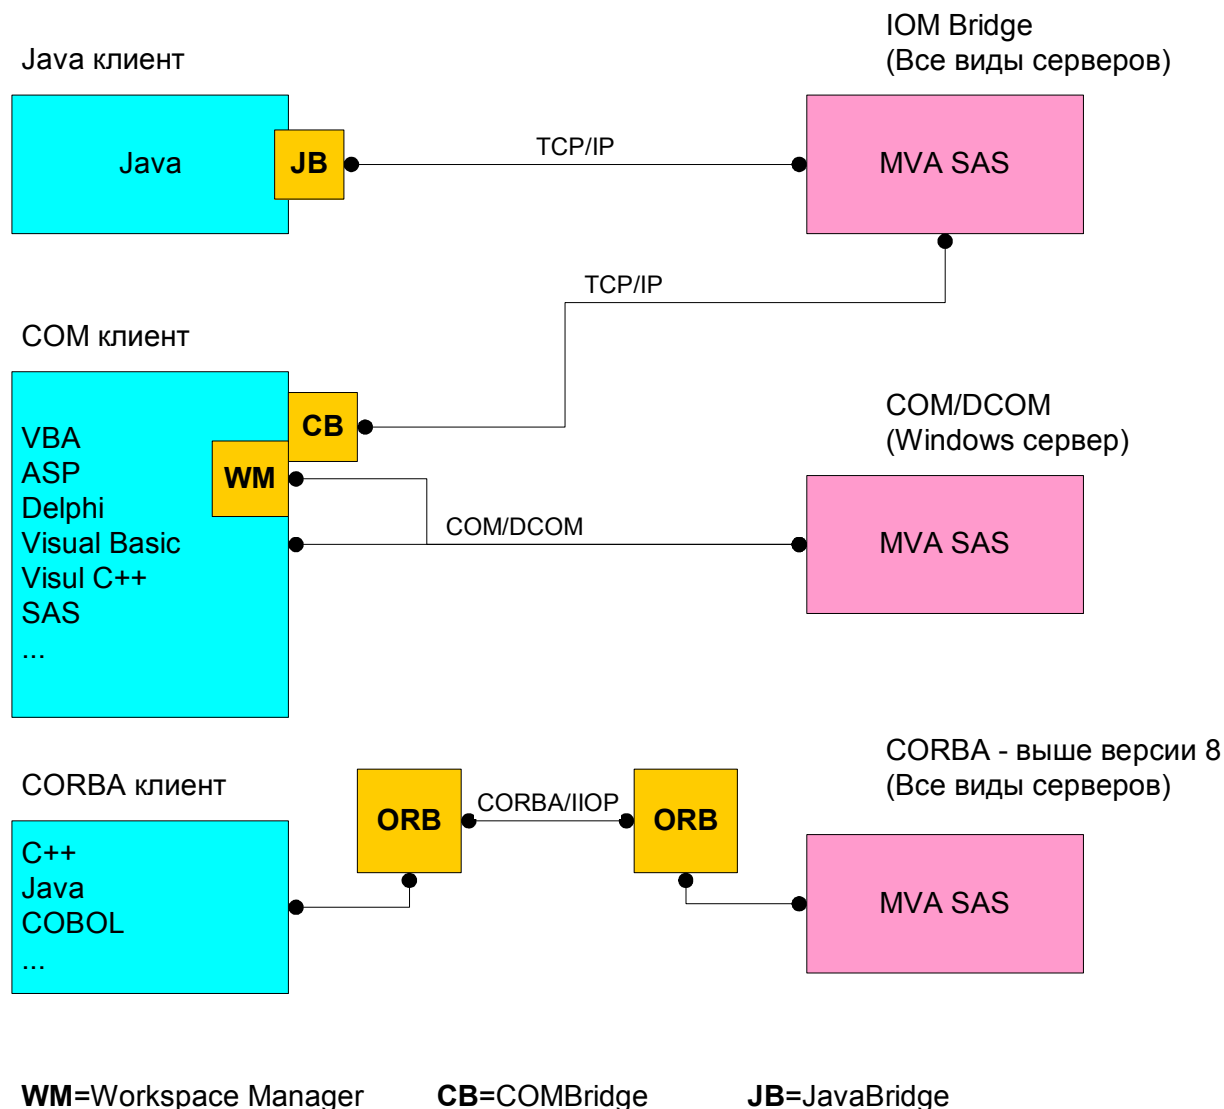 IOM Bridge
Java клиент
(Все виды серверов)
Java
JB
TCP/IP
MVA SAS
TCP/IP
COM клиент
CB
COM/DCOM
(Windows сервер)
VBA
ASP
WM
Delphi
Visual Basic
COM/DCOM
MVA SAS
Visul C++
SAS
...
CORBA - выше версии 8
CORBA клиент
(Все виды серверов)
ORB
CORBA/IIOP
ORB
C++
Java
COBOL
...
MVA SAS
WM=Workspace Manager
CB=COMBridge
JB=JavaBridge